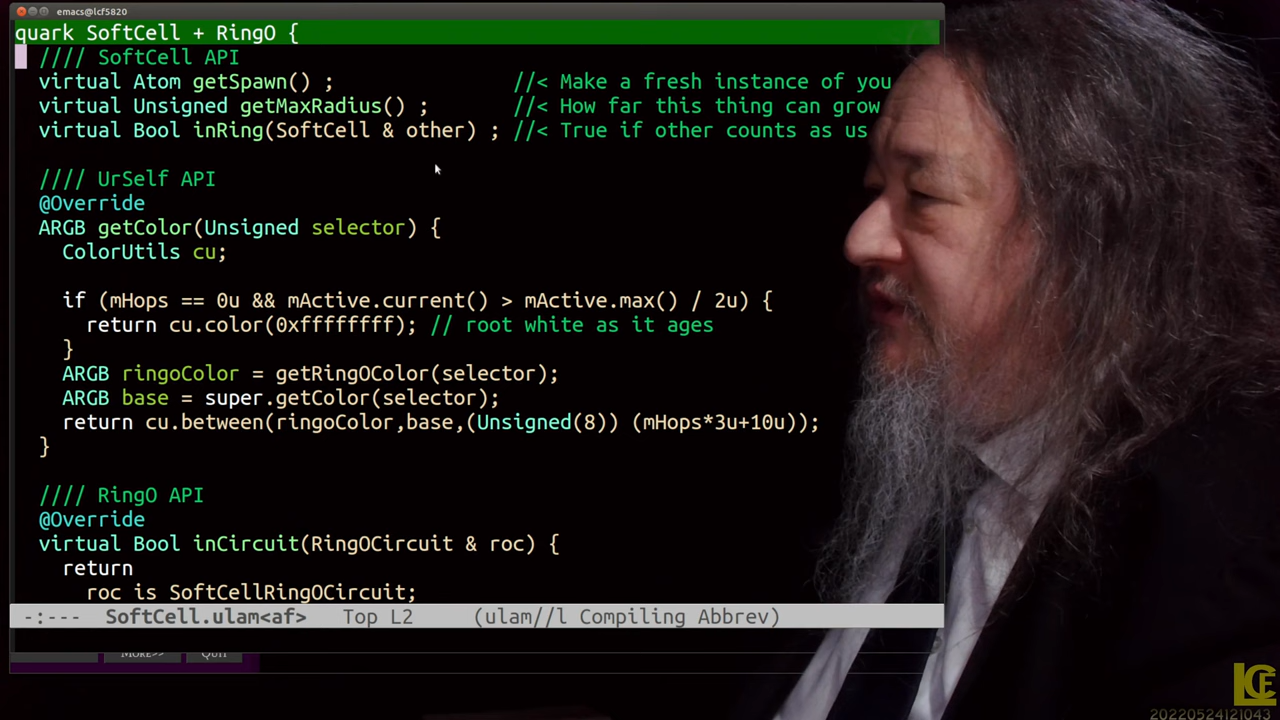 emacs@lcf5820
quark SoftCell + RingO {
//// SoftCell API
virtual Atom getSpawn() ; //< Make a fresh instance of you
virtual Unsigned getMaxRadius() ; //< How far this thing can grow
virtual Bool inRing(SoftCell & other) ; //< True if other counts as us
//// UrSelf API
@Override
ARGB getColor(Unsigned selector) {
ColorUtils cu;
if (mHops == 0u && mActive.current() > mActive.max() / 2u) {
return cu.color(0xffffffff); // root white as it ages
}
ARGB ringoColor = getRingOColor(selector);
ARGB base = super.getColor(selector);
return cu.between(ringoColor,base,(Unsigned(8)) (mHops*3u+10u));
}
//// RingO API
@Override
virtual Bool inCircuit(RingOCircuit & roc) {
return
roc is SoftCellRingOCircuit;
-:--- SoftCell.ulam<af> Top L2 (ulam//l Compiling Abbrev)
More>> Quit
LCF
20220524121043